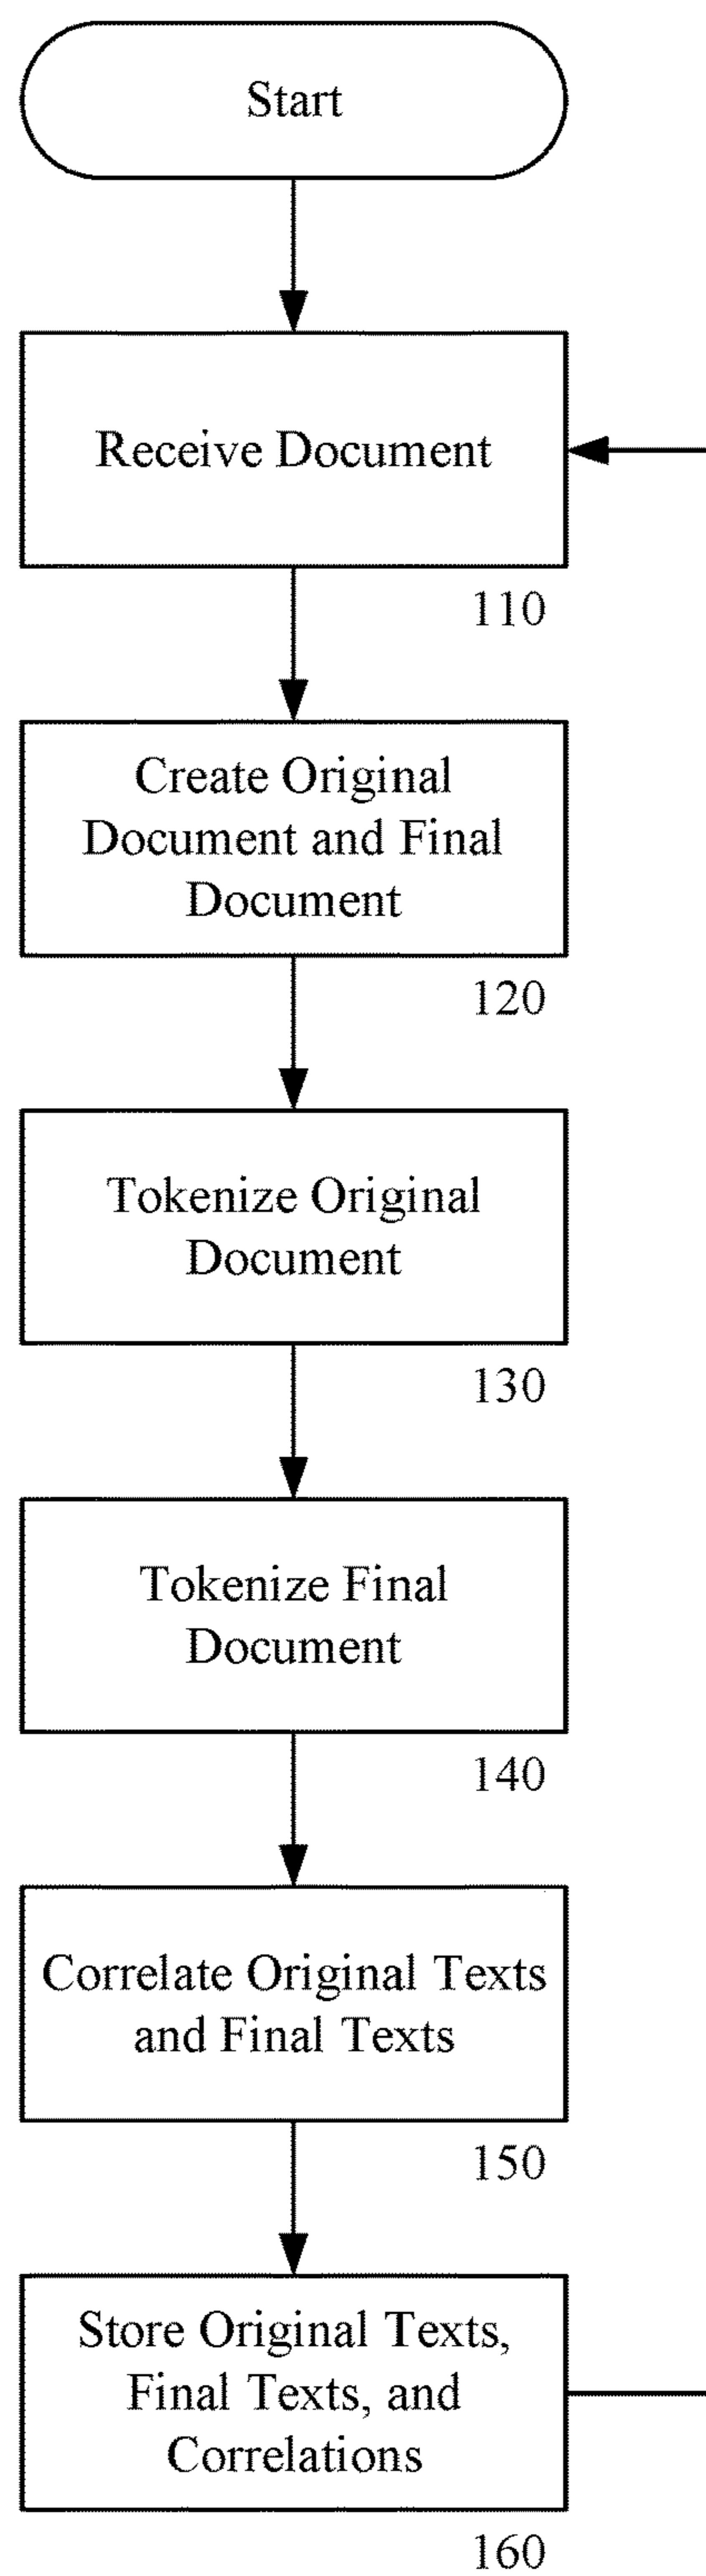 Start
Receive Document
110
Create Original
Document and Final
Document
120
Tokenize Original
Document
130
Tokenize Final
Document
140
Correlate Original Texts
and Final Texts
150
Store Original Texts,
Final Texts, and
Correlations
160